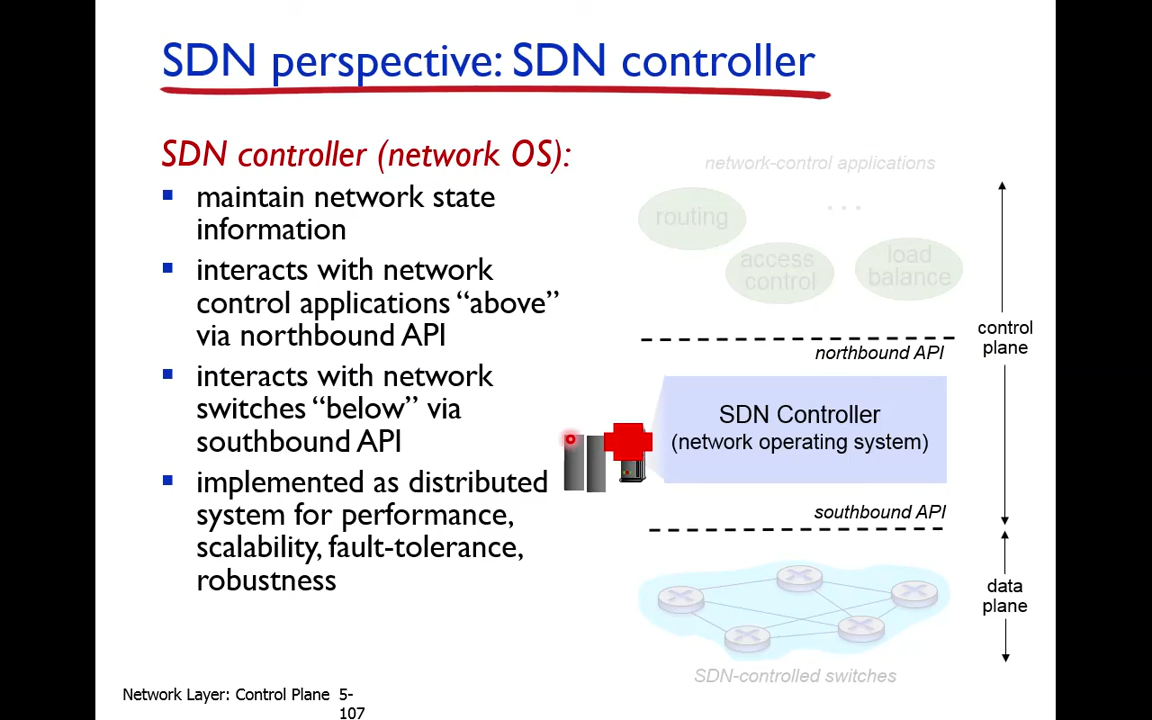 SDN perspective: SDN controller
SDN controller (network OS):
maintain network state
information
interacts with network
control applications “above”
via northbound API
interacts with network
switches “below” via
southbound API
implemented as distributed
system for performance,
scalability, fault-tolerance,
robustness
network-control applications
routing
. . .
access
control
load
balance
northbound API
control
plane
SDN Controller
(network operating system)
southbound API
data
plane
SDN-controlled switches
Network Layer: Control Plane 5-
107